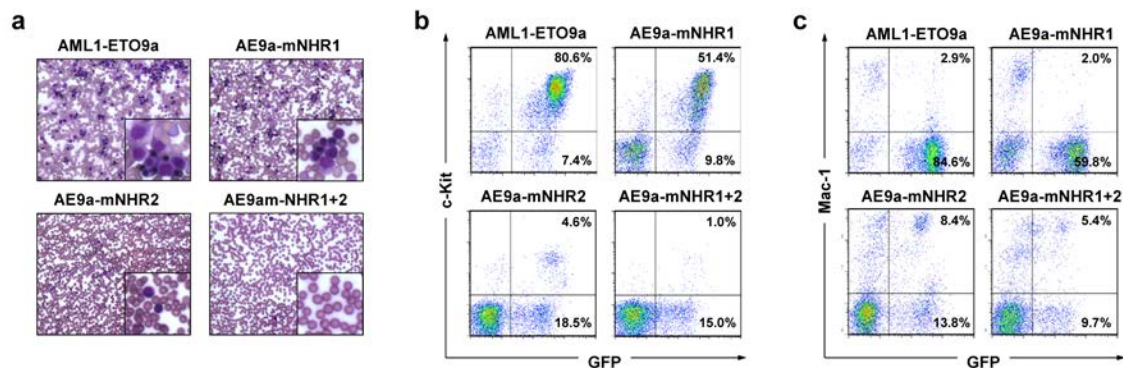 a
AML1-ETO9a AE9a-mNHR1
AE9a-mNHR2 AE9am-NHR1+2
b
AML1-ETO9a AE9a-mNHR1
80.6% 51.4%
7.4% 9.8%
AE9a-mNHR2 AE9a-mNHR1+2
4.6% 1.0%
18.5% 15.0%
c-Kit
GFP
c
AML1-ETO9a AE9a-mNHR1
2.9% 2.0%
84.6% 59.8%
AE9a-mNHR2 AE9a-mNHR1+2
8.4% 5.4%
13.8% 9.7%
Mac-1
GFP